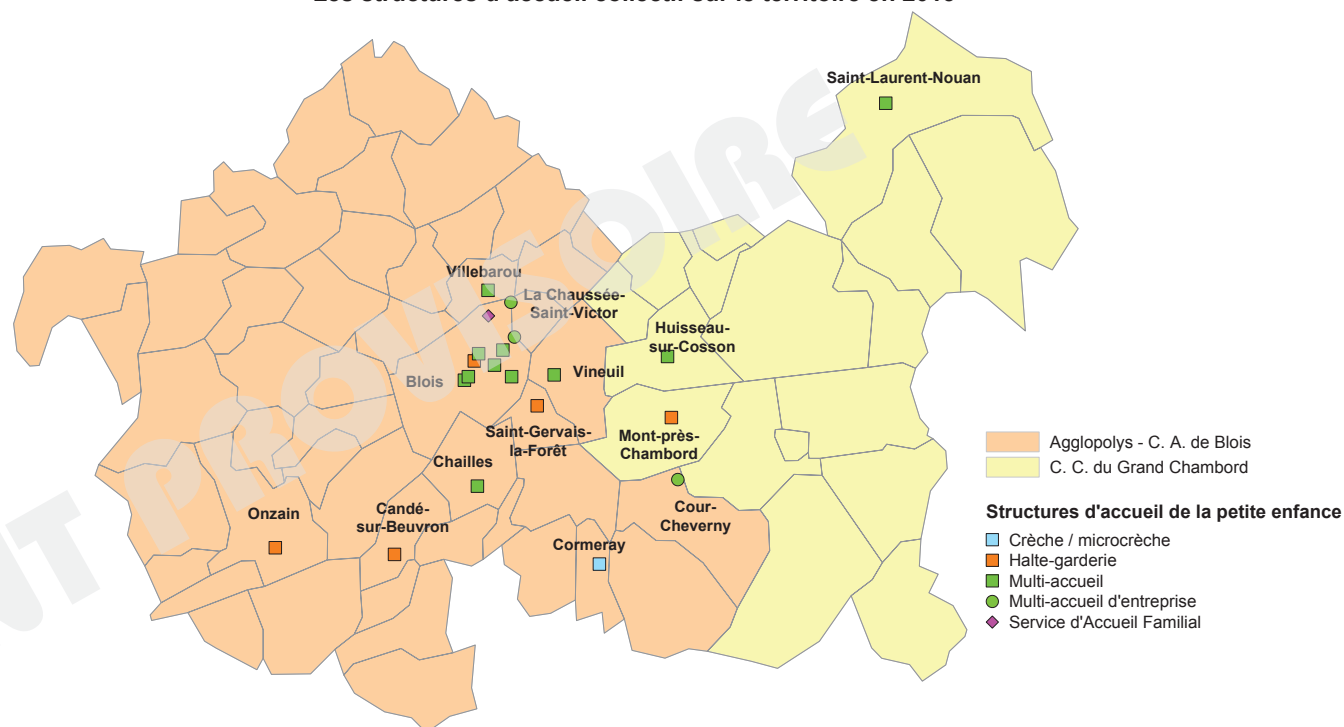 Saint-Laurent-Nouan
Villebarou
La Chaussée-
Saint-Victor
Huisseau-
sur-Cosson
Blois
Vineuil
Saint-Gervais-
la-Forêt
Mont-près-
Chambord
Chailles
Onzain
Candé-
sur-Beuvron
Cour-
Cheverny
Cormeray
Agglopolys - C. A. de Blois
C. C. du Grand Chambord
Structures d'accueil de la petite enfance
Crèche / microcrèche
Halte-garderie
Multi-accueil
Multi-accueil d'entreprise
Service d'Accueil Familial
PROVISOIRE